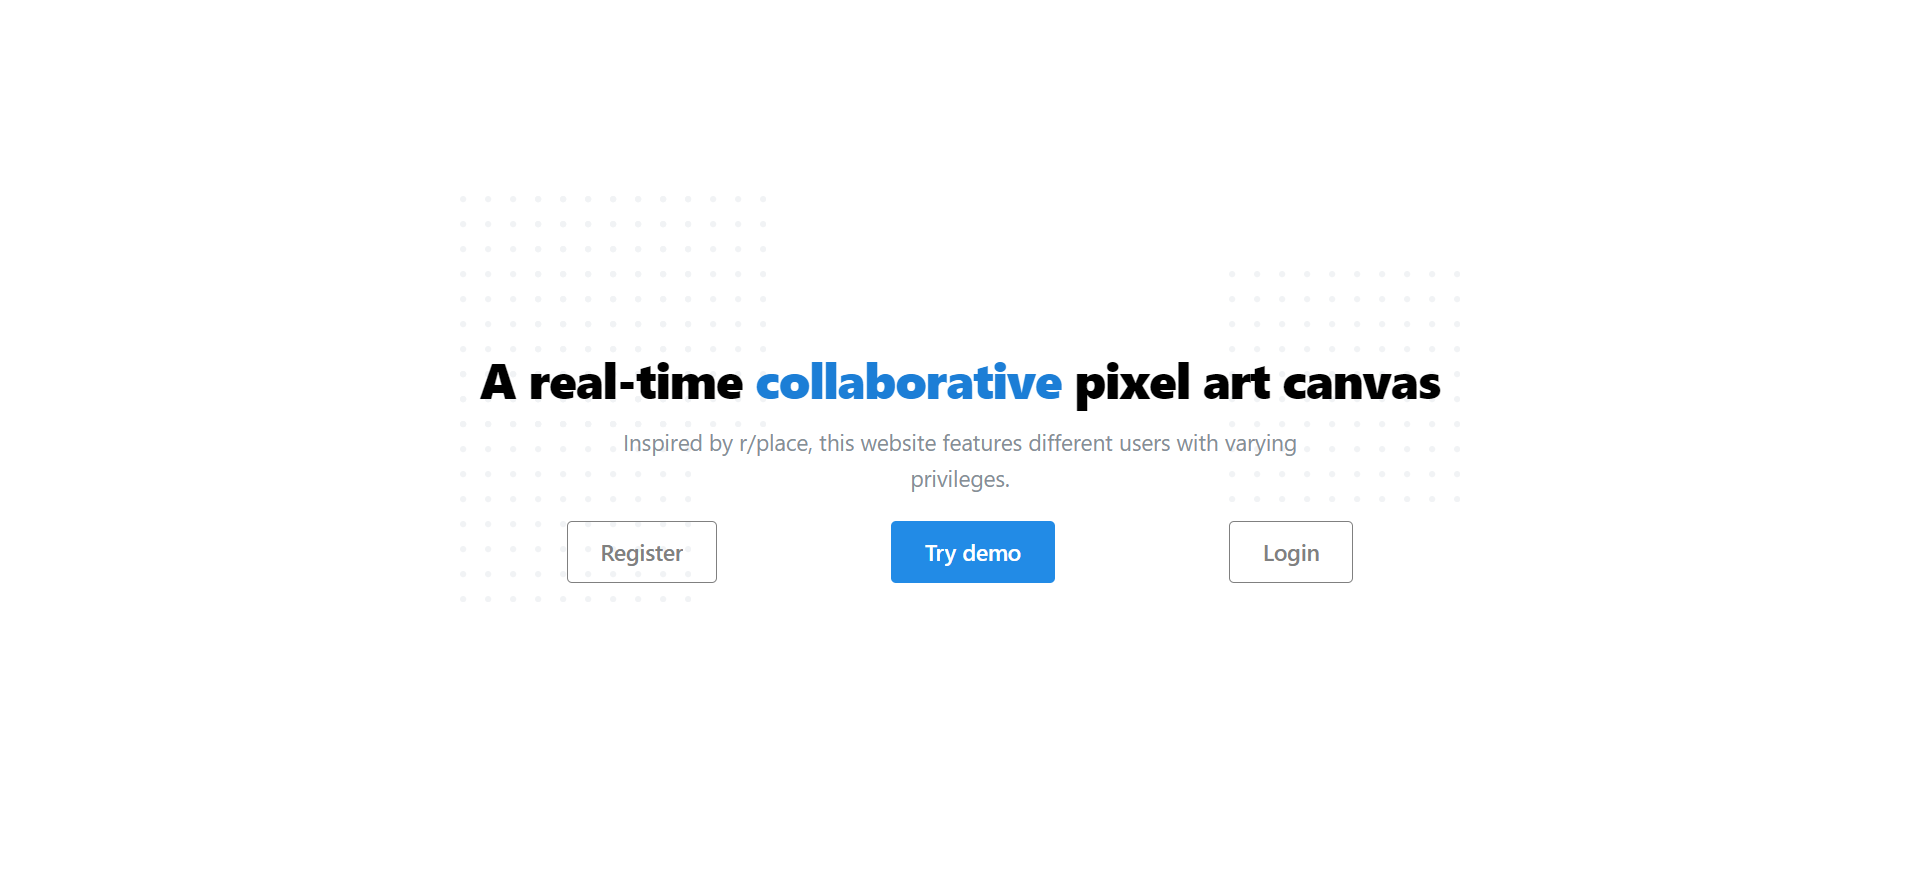 A real-time collaborative pixel art canvas
Inspired by r/place, this website features different users with varying
privileges.
Register Try demo Login